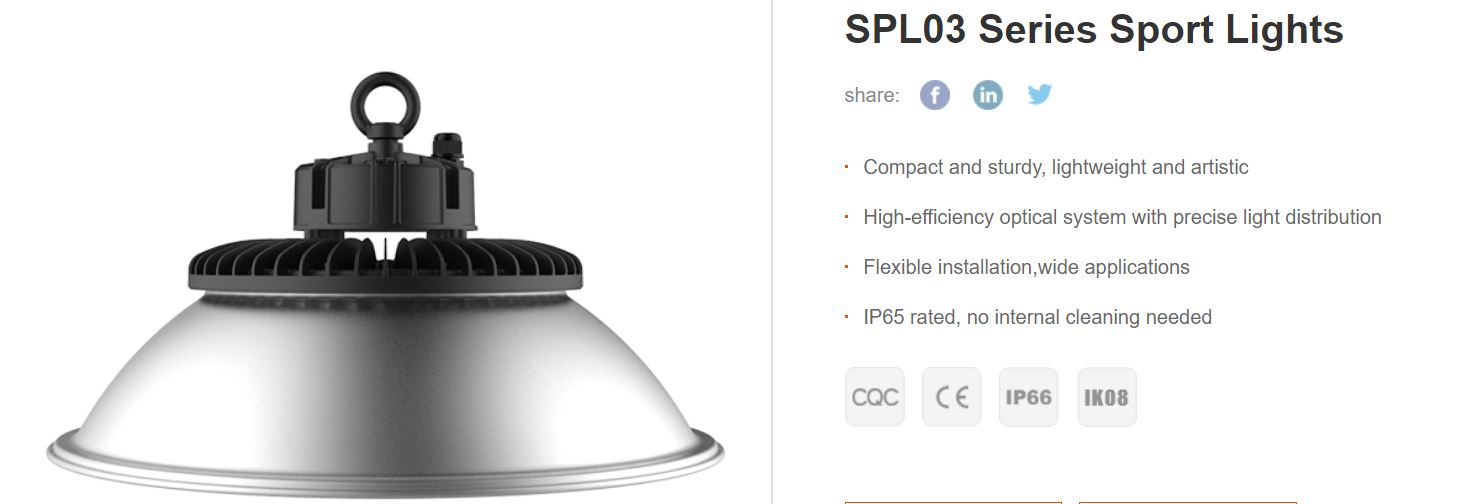 SPL03 Series Sport Lights
share:
Compact and sturdy, lightweight and artistic
High-efficiency optical system with precise light distribution
Flexible installation,wide applications
IP65 rated, no internal cleaning needed
CQC CE IP66 IK08